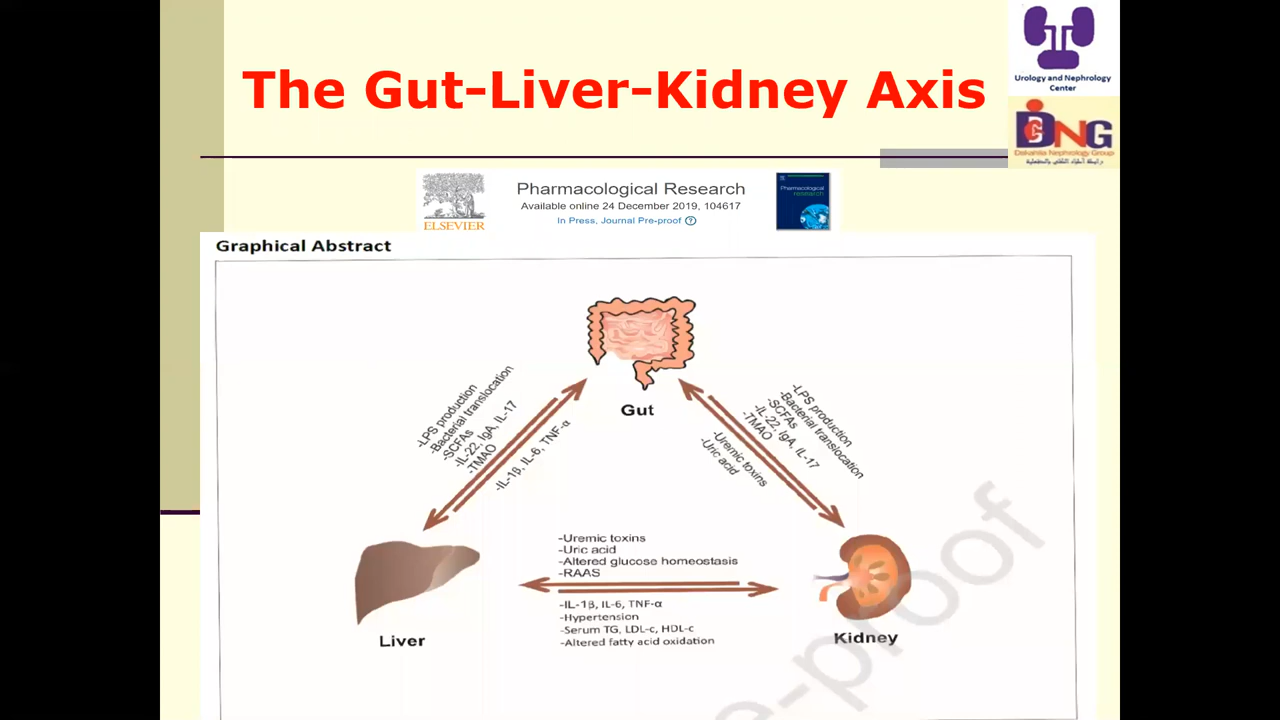 The Gut-Liver-Kidney Axis
Urology and Nephrology
Center
DNG
Dakahlia Nephrology Group
ELSEVIER
Pharmacological Research
Available online 24 December 2019, 104617
In Press, Journal Pre-proof
Pharmacological
research
Graphical Abstract
Gut
-LPS production
-Bacterial translocation
-SCFAs
-IL-22, IgA, IL-17
-TMAO
-IL-1β, IL-6, TNF-α
-LPS production
-Bacterial translocation
-SCFAs
-IL-22, IgA, IL-17
-TMAO
-Uremic toxins
-Uric acid
-Uremic toxins
-Uric acid
-Altered glucose homeostasis
-RAAS
-IL-1β, IL-6, TNF-α
-Hypertension
-Serum TG, LDL-c, HDL-c
-Altered fatty acid oxidation
Liver
Kidney
e-proof